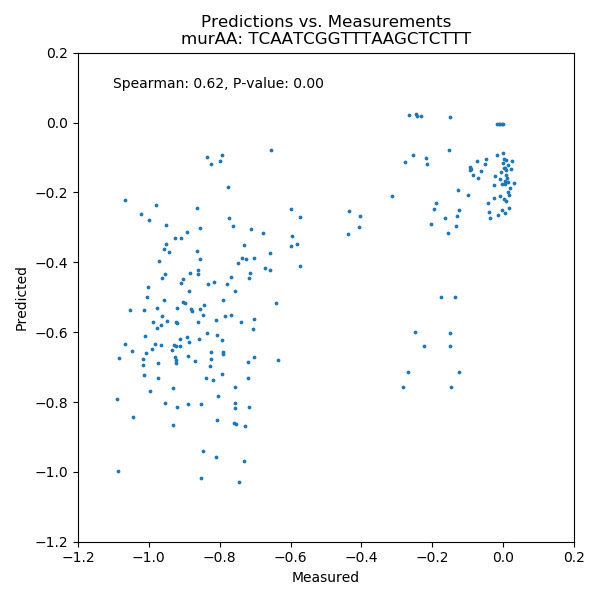 Predictions vs. Measurements
murAA: TCAATCGGTTTAAGCTCTTT
Spearman: 0.62, P-value: 0.00
0.2
0.0
−0.2
−0.4
−0.6
−0.8
−1.0
−1.2
Predicted
−1.2 −1.0 −0.8 −0.6 −0.4 −0.2 0.0 0.2
Measured